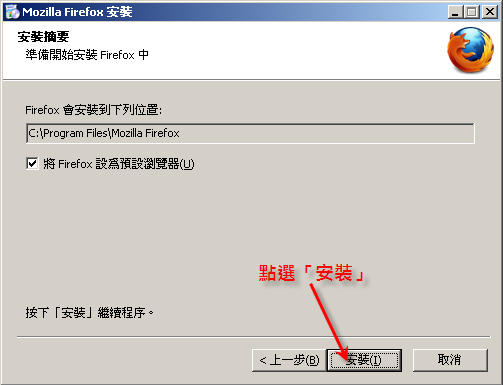 Mozilla Firefox 安裝
安裝摘要
準備開始安裝 Firefox 中
Firefox 會安裝到下列位置:
C:\Program Files\Mozilla Firefox
將 Firefox 設為預設瀏覽器(U)
點選「安裝」
按下「安裝」繼續程序。
< 上一步(B) 安裝(I) 取消